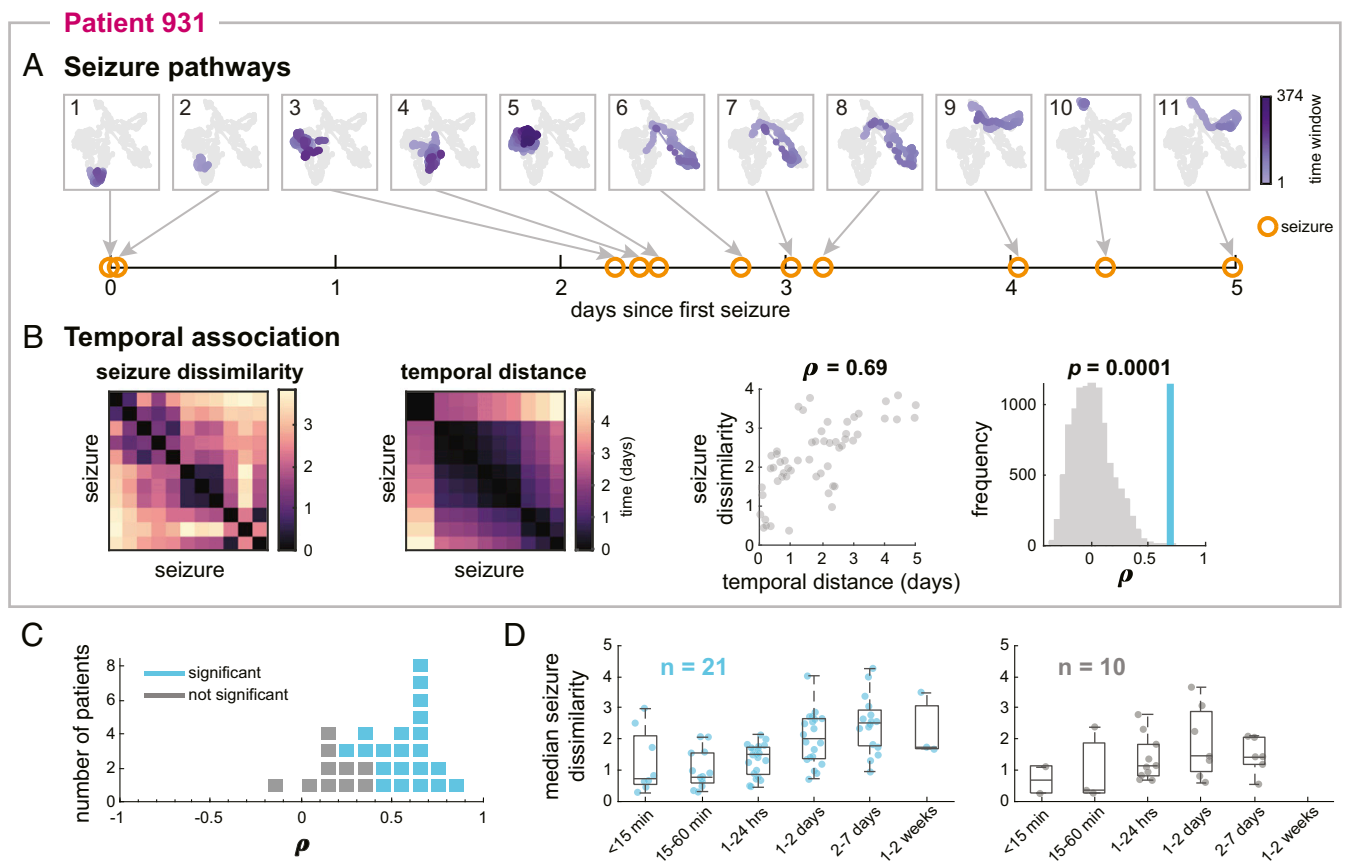 Patient 931
A Seizure pathways
1 2 3 4 5 6 7 8 9 10 11
374
1
time window
seizure
0 1 2 3 4 5
days since first seizure
B Temporal association
seizure dissimilarity
seizure
seizure
3
2
1
0
temporal distance
seizure
seizure
4
3
2
1
0
time (days)
ρ = 0.69
seizure
dissimilarity
4
3
2
1
0
0 1 2 3 4 5
temporal distance (days)
p = 0.0001
frequency
1000
500
0
0 0.5 1
ρ
C
number of patients
8
6
4
2
0
significant
not significant
-1 -0.5 0 0.5 1
ρ
D
median seizure
dissimilarity
5
4
3
2
1
0
n = 21
<15 min 15-60 min 1-24 hrs 1-2 days 2-7 days 1-2 weeks
5
4
3
2
1
0
n = 10
<15 min 15-60 min 1-24 hrs 1-2 days 2-7 days 1-2 weeks